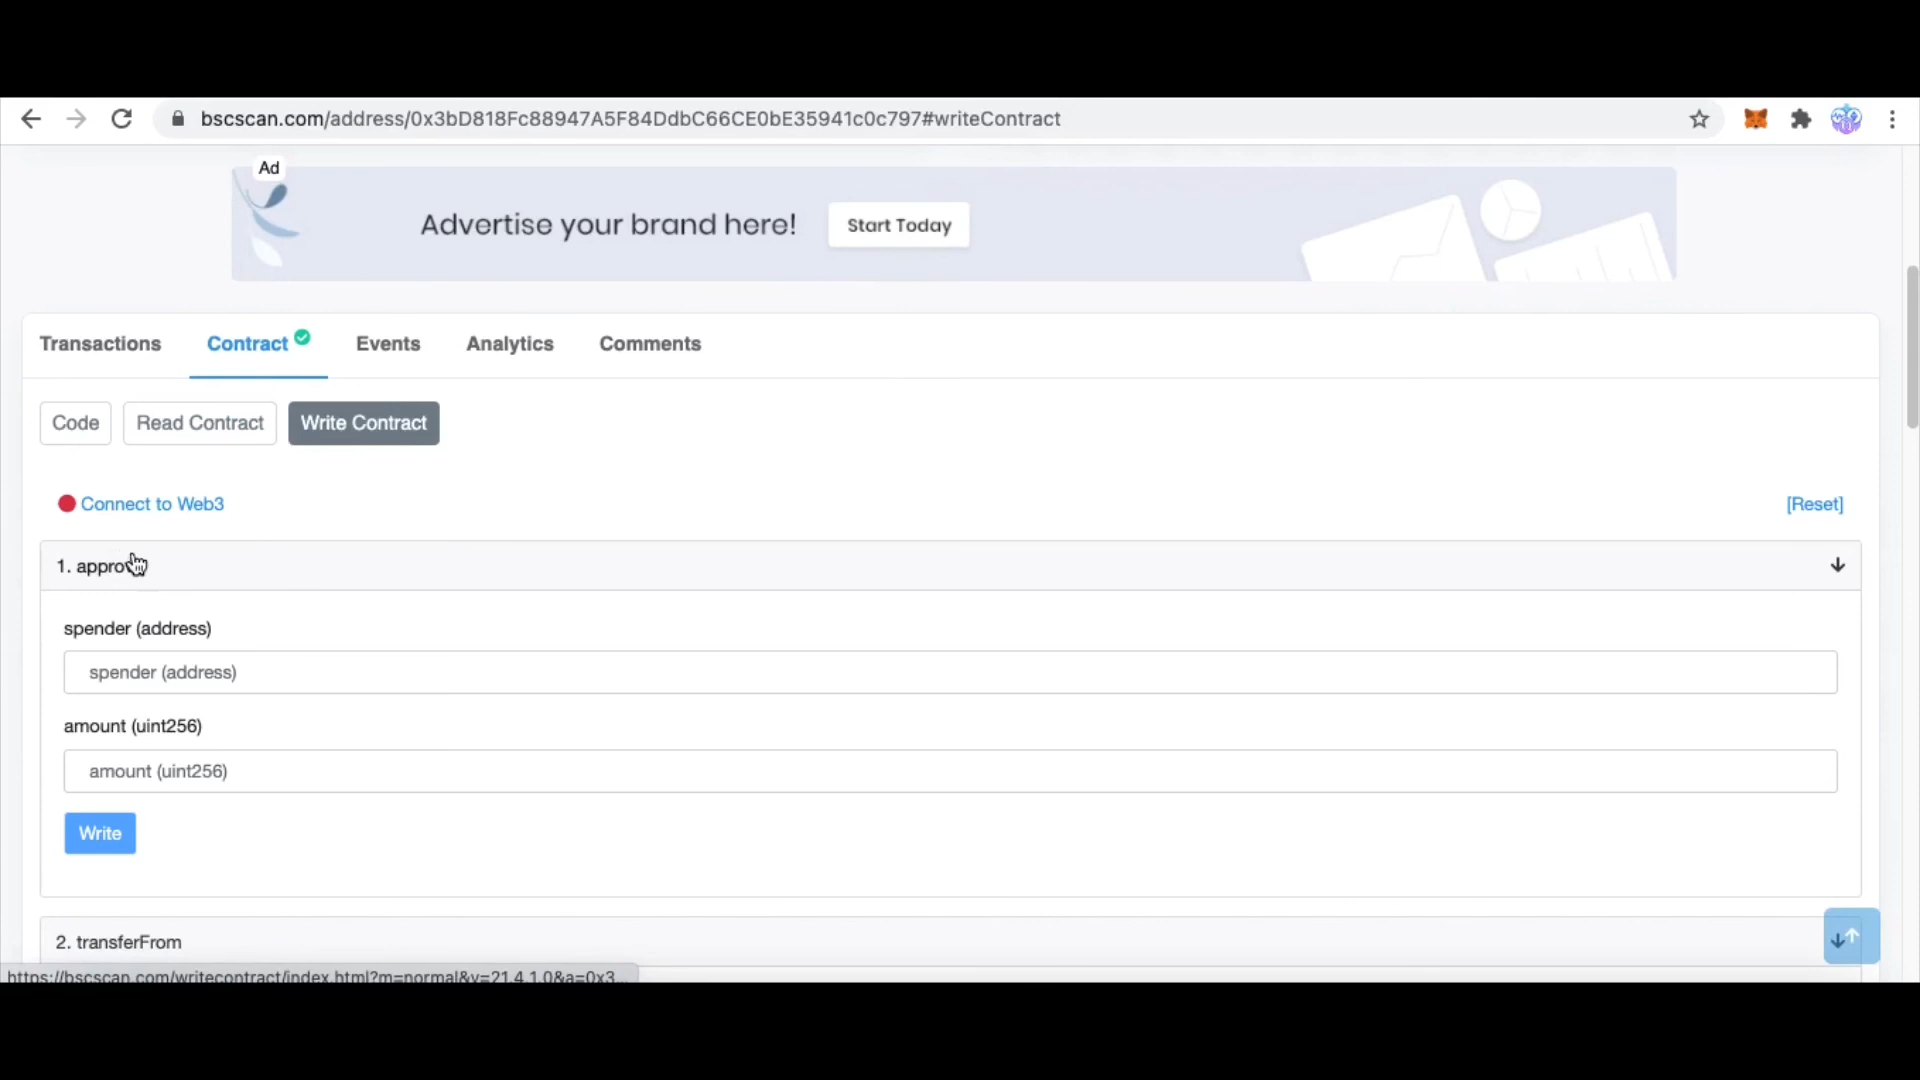 bscscan.com/address/0x3bD818Fc88947A5F84DdbC66CE0bE35941c0c797#writeContract
Ad
Advertise your brand here!
Start Today
Transactions
Contract
Events
Analytics
Comments
Code
Read Contract
Write Contract
Connect to Web3
[Reset]
1.
spender (address)
spender (address)
amount (uint256)
amount (uint256)
Write
2. transferFrom
https://bscscan.com/writecontract/index.html?m=normal&v=21.4.1.0&a=0x3...